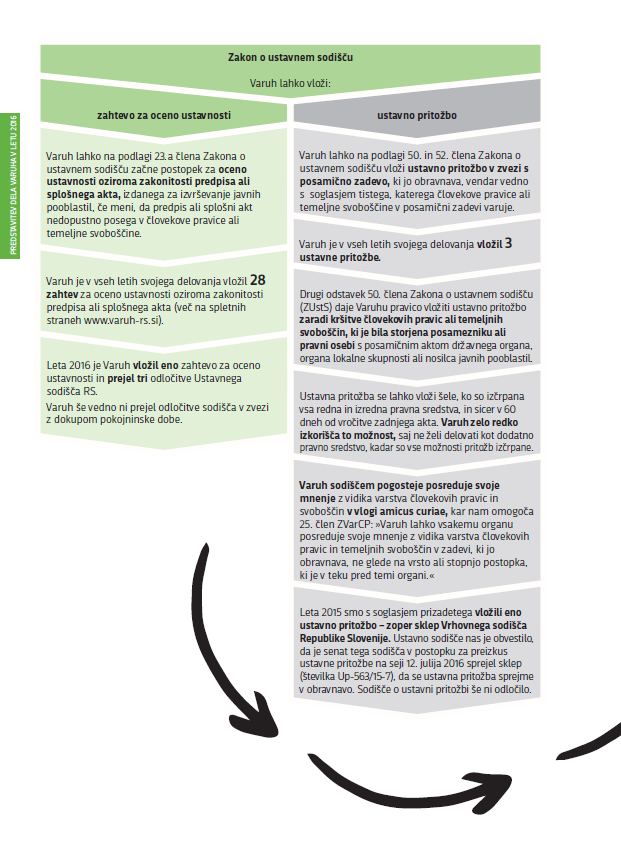 Zakon o ustavnem sodišču
Varuh lahko vloži:
PREDSTAVITEV DELA VARUHA V LETU 2016
zahtevo za oceno ustavnosti
Varuh lahko na podlagi 23.a člena Zakona o
ustavnem sodišču začne postopek za oceno
ustavnosti oziroma zakonitosti predpisa ali
splošnega akta, izdanega za izvrševanje javnih
pooblastil, če meni, da predpis ali splošni akt
nedopustno posega v človekove pravice ali
temeljne svoboščine.
Varuh je v vseh letih svojega delovanja vložil 28
zahtev za oceno ustavnosti oziroma zakonitosti
predpisa ali splošnega akta (več na spletnih
straneh www.varuh-rs.si).
Leta 2016 je Varuh vložil eno zahtevo za oceno
ustavnosti in prejel tri odločitve Ustavnega
sodišča RS.
Varuh še vedno ni prejel odločitve sodišča v zvezi
z dokupom pokojninske dobe.
ustavno pritožbo
Varuh lahko na podlagi 50. in 52. člena Zakona o
ustavnem sodišču vloži ustavno pritožbo v zvezi s
posamično zadevo, ki jo obravnava, vendar vedno
s soglasjem tistega, katerega človekove pravice ali
temeljne svoboščine v posamični zadevi varuje.
Varuh je v vseh letih svojega delovanja vložil 3
ustavne pritožbe.
Drugi odstavek 50. člena Zakona o ustavnem sodišču
(ZUstS) daje Varuhu pravico vložiti ustavno pritožbo
zaradi kršitve človekovih pravic ali temeljnih
svoboščin, ki je bila storjena posamezniku ali
pravni osebi s posamičnim aktom državnega organa,
organa lokalne skupnosti ali nosilca javnih pooblastil.
Ustavna pritožba se lahko vloži šele, ko so izčrpana
vsa redna in izredna pravna sredstva, in sicer v 60
dneh od vročitve zadnjega akta. Varuh zelo redko
izkorišča to možnost, saj ne želi delovati kot dodatno
pravno sredstvo, kadar so vse možnosti pritožb izčrpane.
Varuh sodiščem pogosteje posreduje svoje
mnenje z vidika varstva človekovih pravic in
svoboščin v vlogi amicus curiae, kar nam omogoča
25. člen ZVarCP: »Varuh lahko vsakemu organu
posreduje svoje mnenje z vidika varstva človekovih
pravic in temeljnih svoboščin v zadevi, ki jo
obravnava, ne glede na vrsto ali stopnjo postopka,
ki je v teku pred temi organi.«
Leta 2015 smo s soglasjem prizadetega vložili eno
ustavno pritožbo – zoper sklep Vrhovnega sodišča
Republike Slovenije. Ustavno sodišče nas je obvestilo,
da je senat tega sodišča v postopku za preizkus
ustavne pritožbe na seji 12. julija 2016 sprejel sklep
(številka Up-563/15-7), da se ustavna pritožba sprejme
v obravnavo. Sodišče o ustavni pritožbi še ni odločilo.